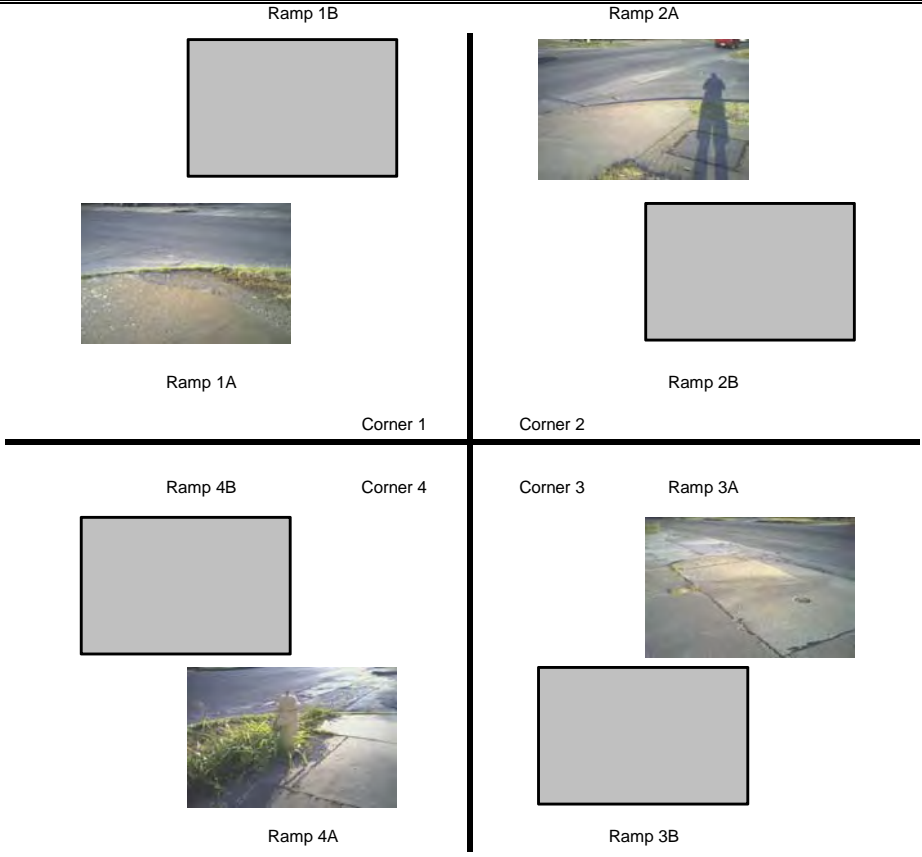 Ramp 1B
Ramp 2A
Ramp 1A
Ramp 2B
Corner 1
Corner 2
Ramp 4B
Corner 4
Corner 3
Ramp 3A
Ramp 4A
Ramp 3B